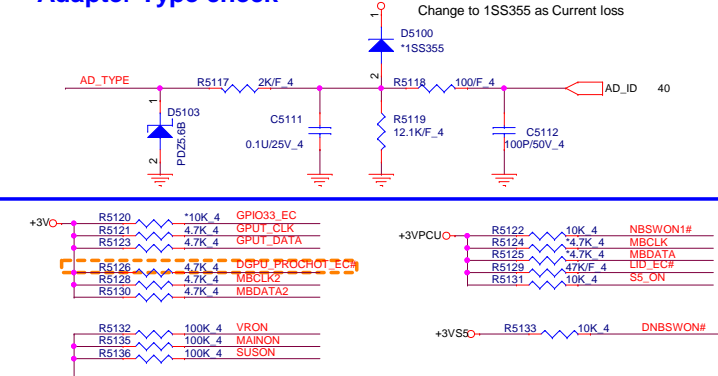 Adapter Type check
Change to 1SS355 as Current loss
1
D5100
*1SS355
2
AD_TYPE
R5117
2K/F_4
R5118
100/F_4
AD_ID
40
1
D5103
PDZ5.6B
2
C5111
0.1U/25V_4
R5119
12.1K/F_4
C5112
100P/50V_4
+3V
R5120 *10K_4 GPIO33_EC
R5121 4.7K_4 GPUT_CLK
R5123 4.7K_4 GPUT_DATA
R5126 4.7K_4 DGPU_PROCHOT_EC#
R5128 4.7K_4 MBCLK2
R5130 4.7K_4 MBDATA2
+3VPCU
R5122 10K_4 NBSWON1#
R5124 *4.7K_4 MBCLK
R5125 *4.7K_4 MBDATA
R5129 47K/F_4 LID_EC#
R5131 10K_4 S5_ON
R5132 100K_4 VRON
R5135 100K_4 MAINON
R5136 100K_4 SUSON
+3VS5 R5133 10K_4 DNBSWON#